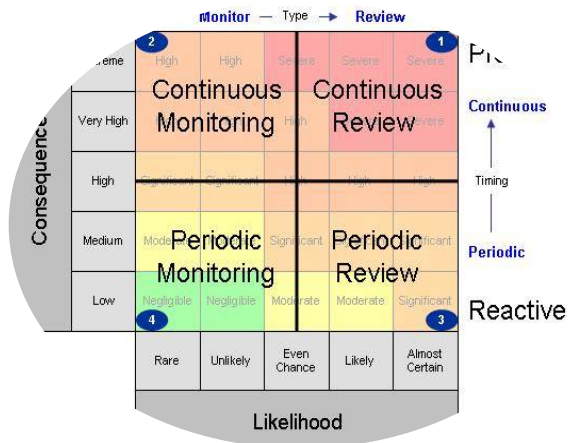 Monitor — Type → Review
2 1
High High Severe Severe Severe
Continuous Monitoring
Continuous Review
Continuous
Very High
High
Severe
Timing
High Significant Significant High High High
Periodic Monitoring
Periodic Review
Periodic
Medium Moderate Significant Significant
Low Negligible Negligible Moderate Moderate Significant
4 3
Reactive
Rare Unlikely Even Chance Likely Almost Certain
Consequence
Likelihood